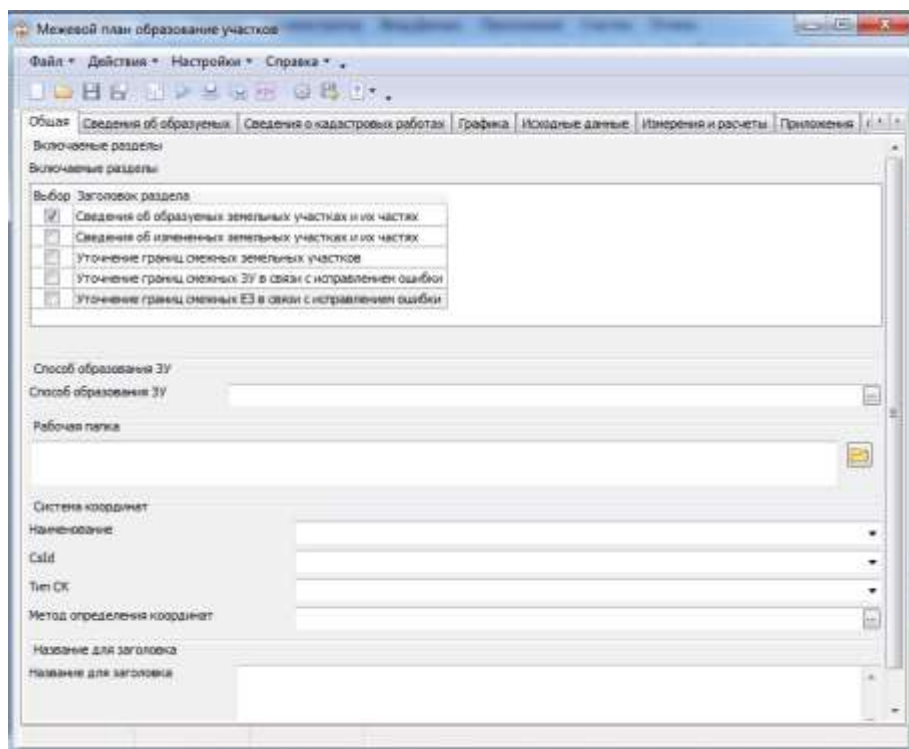 Межевой план образование участков
Файл Действия Настройки Справка
Общая Сведения об образуемых Сведения о кадастровых работах Графика Исходные данные Измерения и расчеты Приложения
Включаемые разделы
Включаемые разделы
Выбор Заголовок раздела
Сведения об образуемых земельных участках и их частях
Сведения об измененных земельных участках и их частях
Уточнение границ смежных земельных участков
Уточнение границ смежных ЗУ в связи с исправлением ошибки
Уточнение границ смежных ЕЗ в связи с исправлением ошибки
Способ образования ЗУ
Способ образования ЗУ
Рабочая папка
Система координат
Наименование
CsId
Тип СК
Метод определения координат
Название для заголовка
Название для заголовка